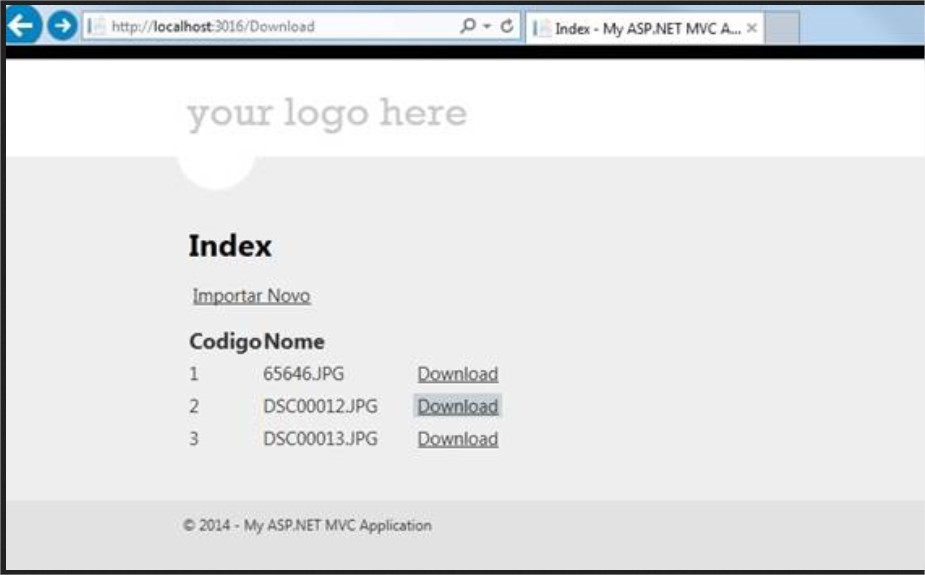 http://localhost:3016/Download
Index - My ASP.NET MVC A...
your logo here
Index
Importar Novo
Codigo Nome
1 65646.JPG Download
2 DSC00012.JPG Download
3 DSC00013.JPG Download
© 2014 - My ASP.NET MVC Application